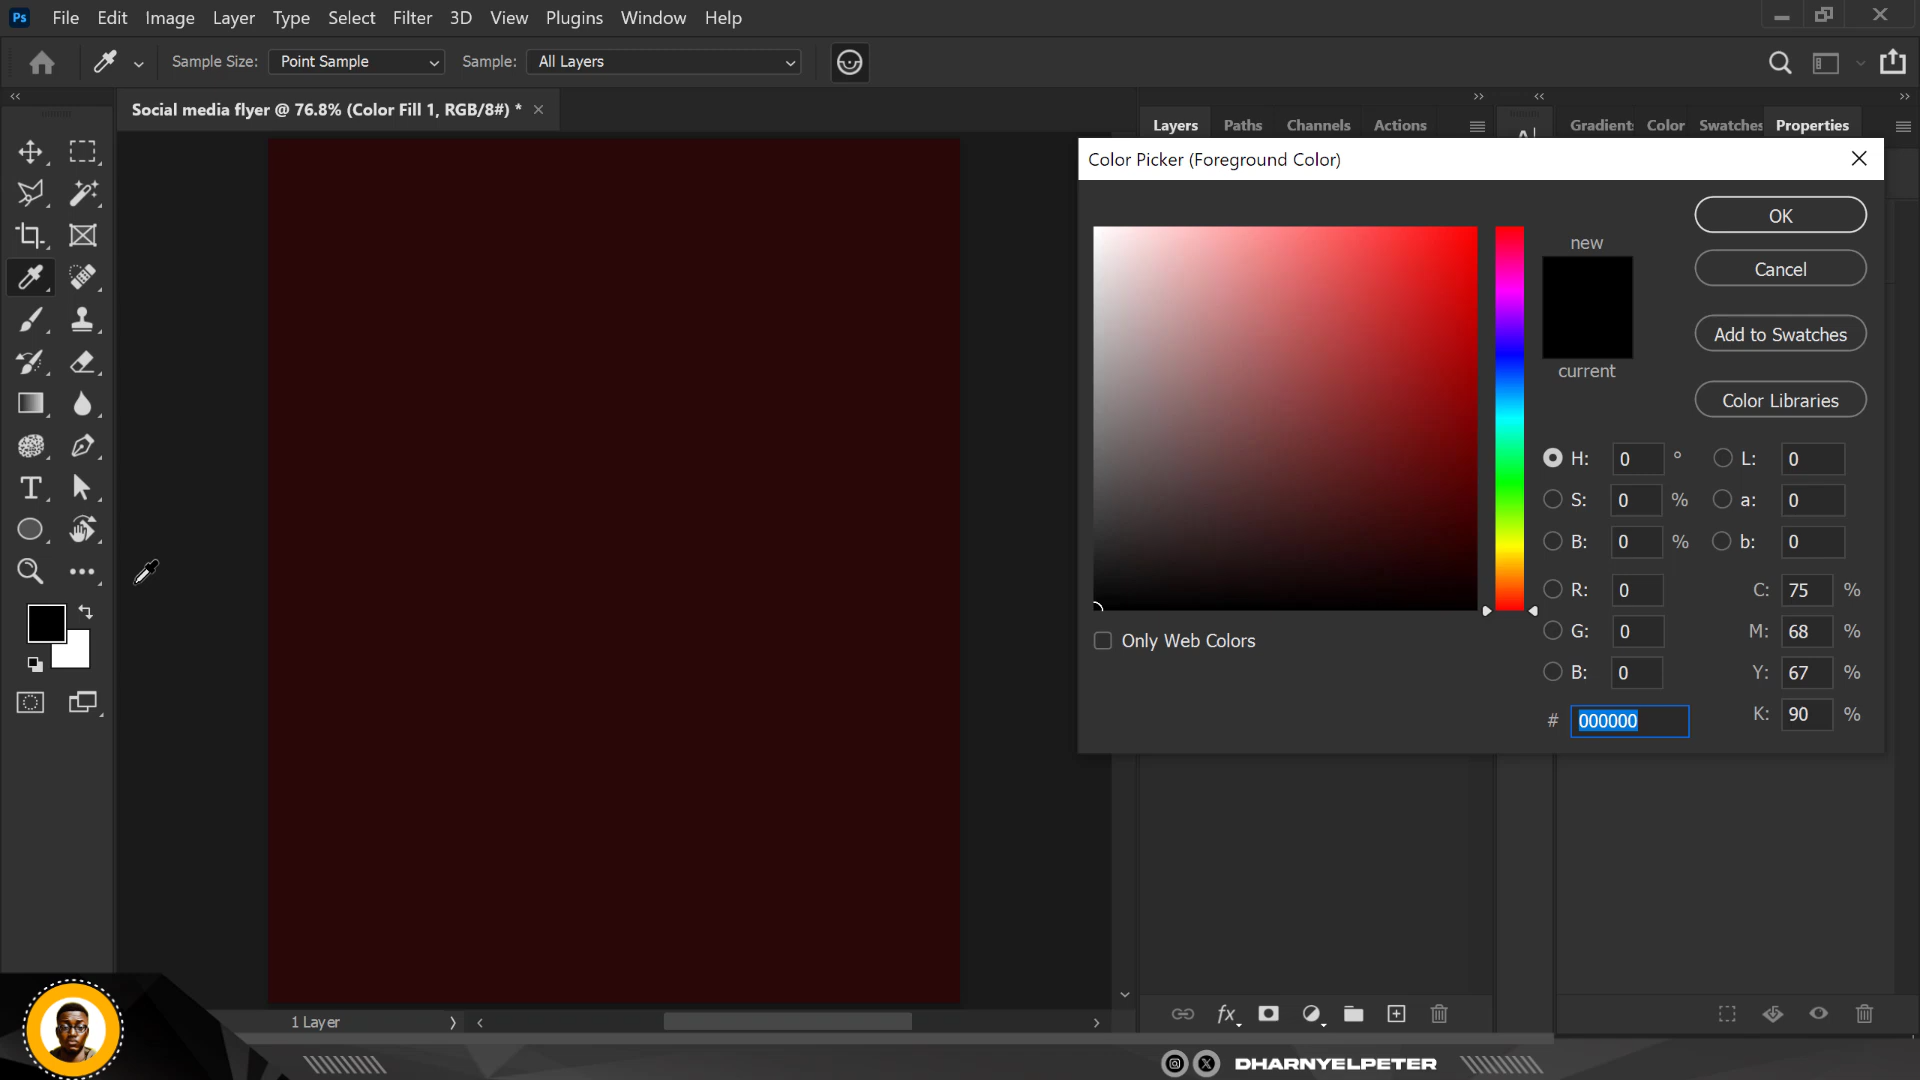 Ps File Edit Image Layer Type Select Filter 3D View Plugins Window Help
Sample Size: Point Sample Sample: All Layers
Social media flyer @ 76.8% (Color Fill 1, RGB/8#) *
Layers Paths Channels Actions
Gradient Color Swatches Properties
Color Picker (Foreground Color)
OK
new
Cancel
Add to Swatches
current
Color Libraries
H: 0 ° L: 0
S: 0 % a: 0
B: 0 % b: 0
R: 0 C: 75 %
G: 0 M: 68 %
B: 0 Y: 67 %
# 000000 K: 90 %
Only Web Colors
1 Layer
fx
DHARNYELPETER